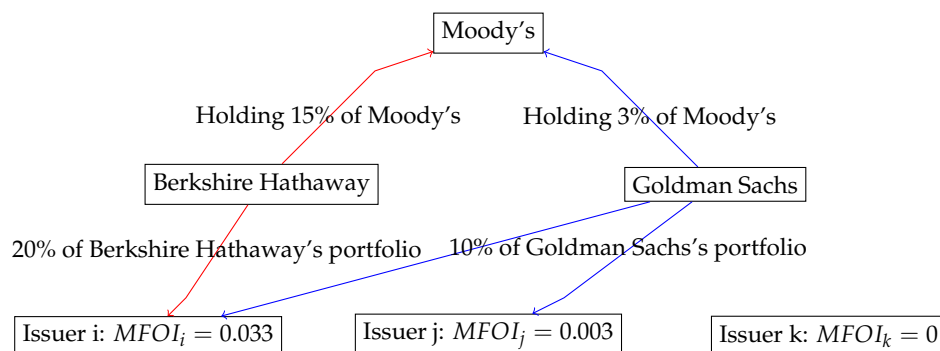 Moody's
Holding 15% of Moody's
Holding 3% of Moody's
Berkshire Hathaway
Goldman Sachs
20% of Berkshire Hathaway's portfolio
10% of Goldman Sachs's portfolio
Issuer i: $MFOI_i = 0.033$
Issuer j: $MFOI_j = 0.003$
Issuer k: $MFOI_k = 0$